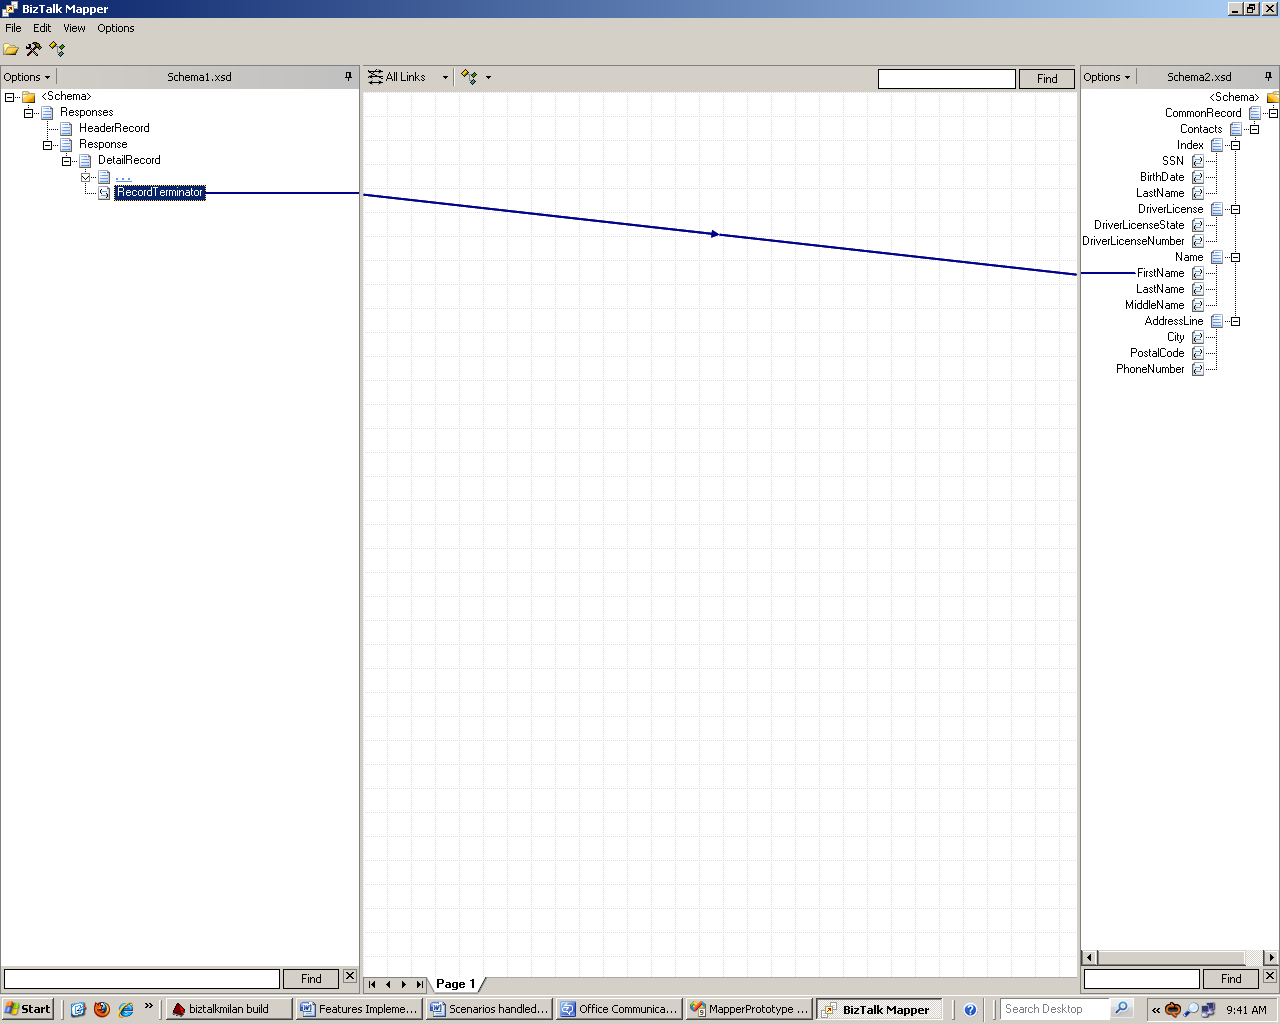 BizTalk Mapper
File Edit View Options
Options Schema1.xsd
<Schema>
Responses
HeaderRecord
Response
DetailRecord
...
RecordTerminator
Find
All Links
Find
Page 1
Options Schema2.xsd
<Schema>
CommonRecord
Contacts
Index
SSN
BirthDate
LastName
DriverLicense
DriverLicenseState
DriverLicenseNumber
Name
FirstName
LastName
MiddleName
AddressLine
City
PostalCode
PhoneNumber
Find
Start » biztalkmilan build Features Impleme... Scenarios handled... Office Communica... MapperPrototype ... BizTalk Mapper ? Search Desktop « 9:41 AM